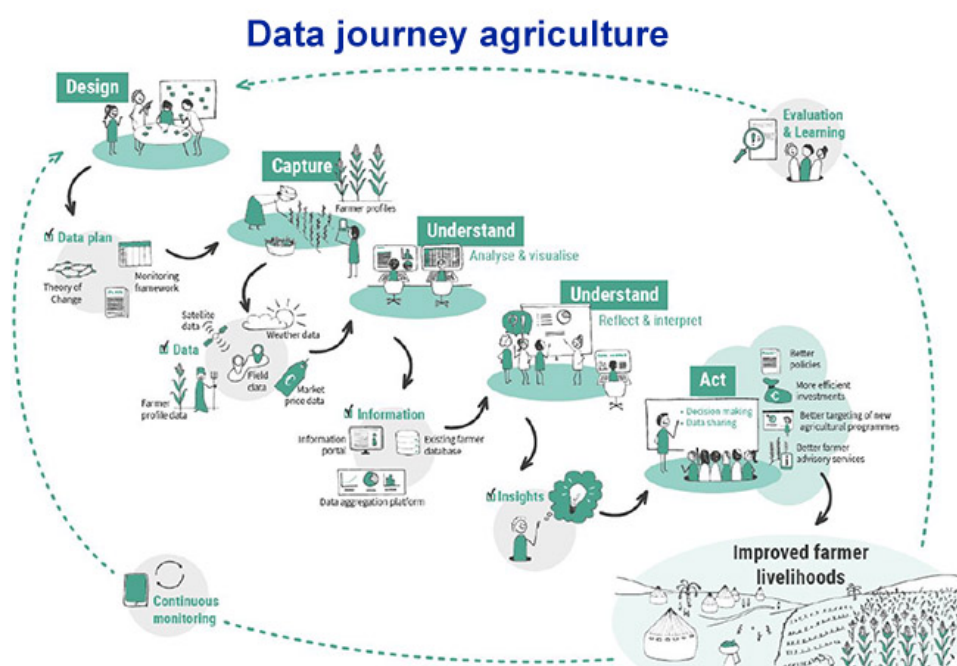 Data journey agriculture
Design
Evaluation
& Learning
Capture
Farmer profiles
Data plan
Theory of
Change
Monitoring
framework
PLAN
Understand
Analyse & visualise
Satellite
data
Weather data
Data
Field
data
Farmer
profile data
Market
price data
Understand
Reflect & interpret
Information
Information
portal
Existing farmer
database
Data aggregation platform
Act
• Decision making
• Data sharing
Better
policies
More efficient
investments
Better targeting of new
agricultural programmes
Better farmer
advisory services
Insights
Improved farmer
livelihoods
Continuous
monitoring